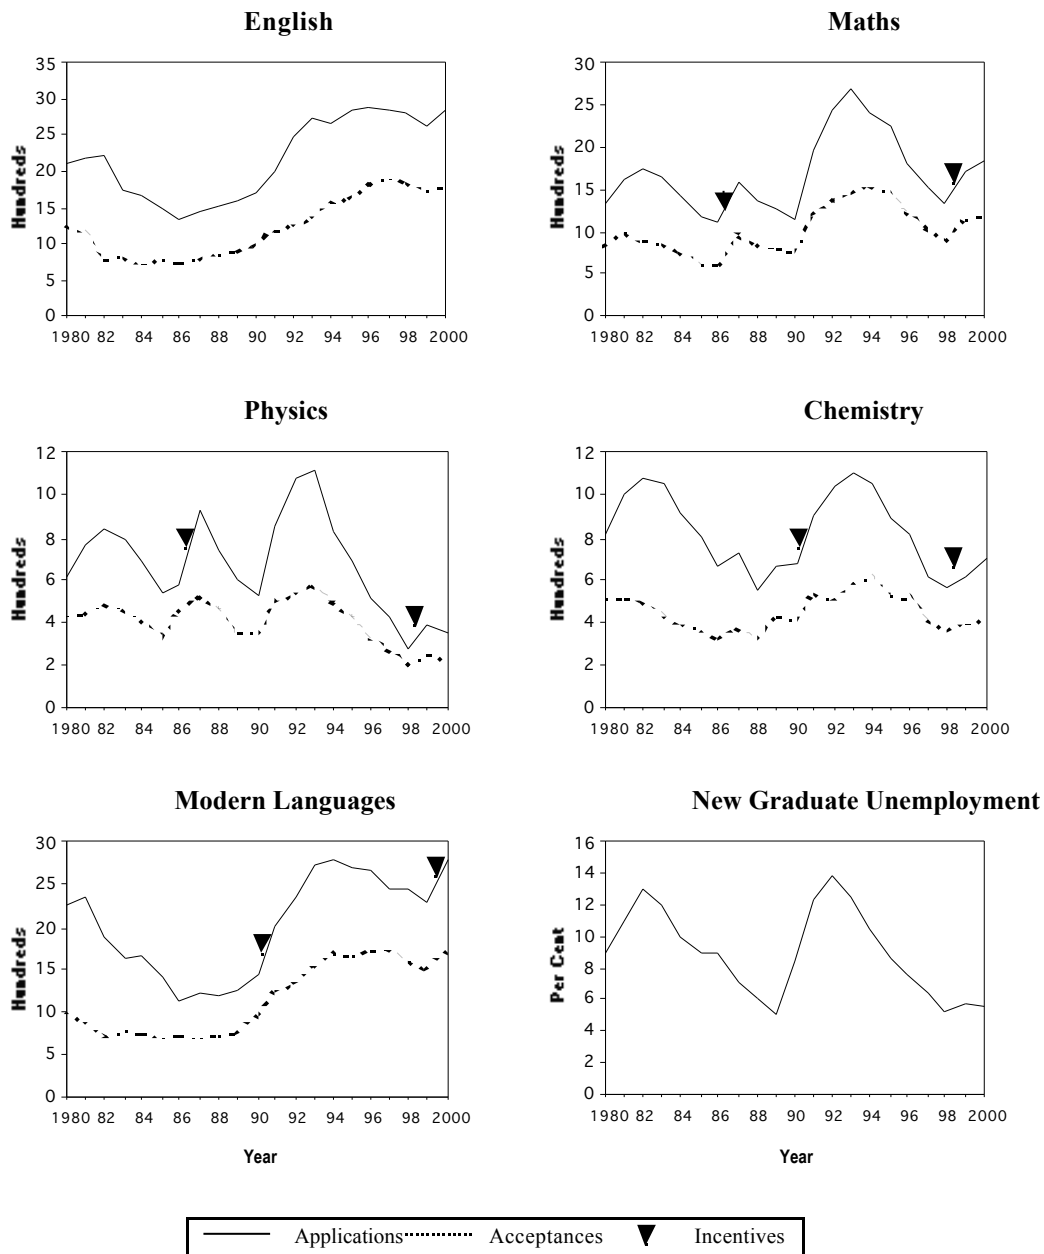 English
Hundreds
35
30
25
20
15
10
5
0
1980 82 84 86 88 90 92 94 96 98 2000
Maths
Hundreds
30
25
20
15
10
5
0
1980 82 84 86 88 90 92 94 96 98 2000
Physics
Hundreds
12
10
8
6
4
2
0
1980 82 84 86 88 90 92 94 96 98 2000
Chemistry
Hundreds
12
10
8
6
4
2
0
1980 82 84 86 88 90 92 94 96 98 2000
Modern Languages
Hundreds
30
25
20
15
10
5
0
1980 82 84 86 88 90 92 94 96 98 2000
Year
New Graduate Unemployment
Per Cent
16
14
12
10
8
6
4
2
0
1980 82 84 86 88 90 92 94 96 98 2000
Year
Applications Acceptances Incentives